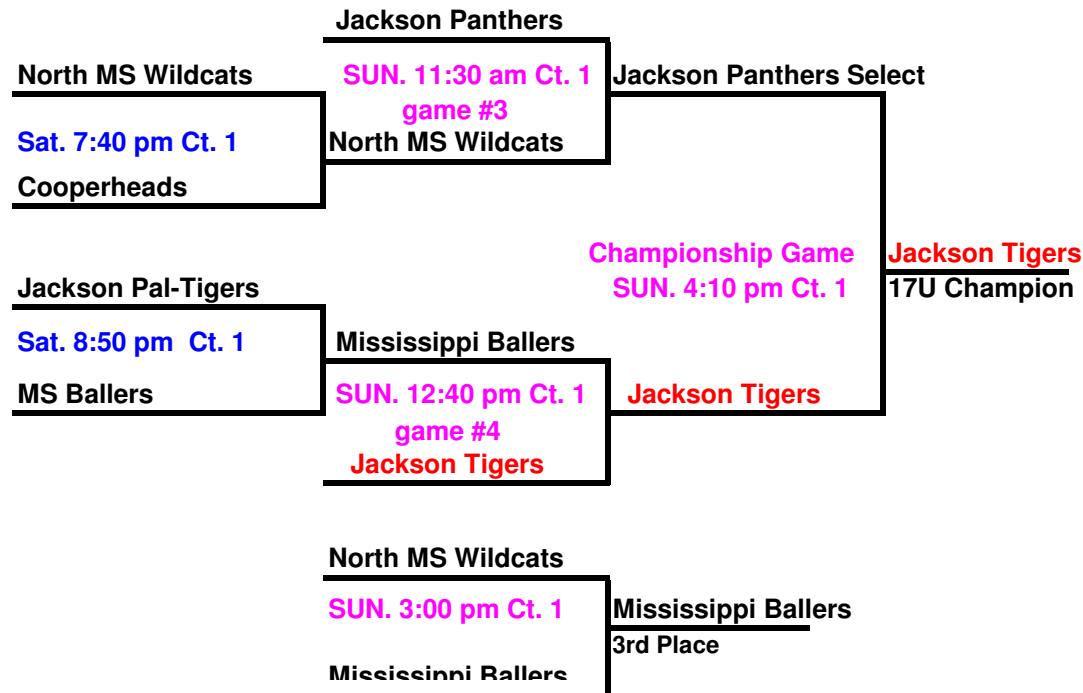 Jackson Panthers
North MS Wildcats
SUN. 11:30 am Ct. 1
Jackson Panthers Select
game #3
Sat. 7:40 pm Ct. 1
North MS Wildcats
Cooperheads
Championship Game
Jackson Tigers
Jackson Pal-Tigers
SUN. 4:10 pm Ct. 1
17U Champion
Sat. 8:50 pm Ct. 1
Mississippi Ballers
MS Ballers
SUN. 12:40 pm Ct. 1
Jackson Tigers
game #4
Jackson Tigers
North MS Wildcats
SUN. 3:00 pm Ct. 1
Mississippi Ballers
3rd Place
Mississippi Ballers